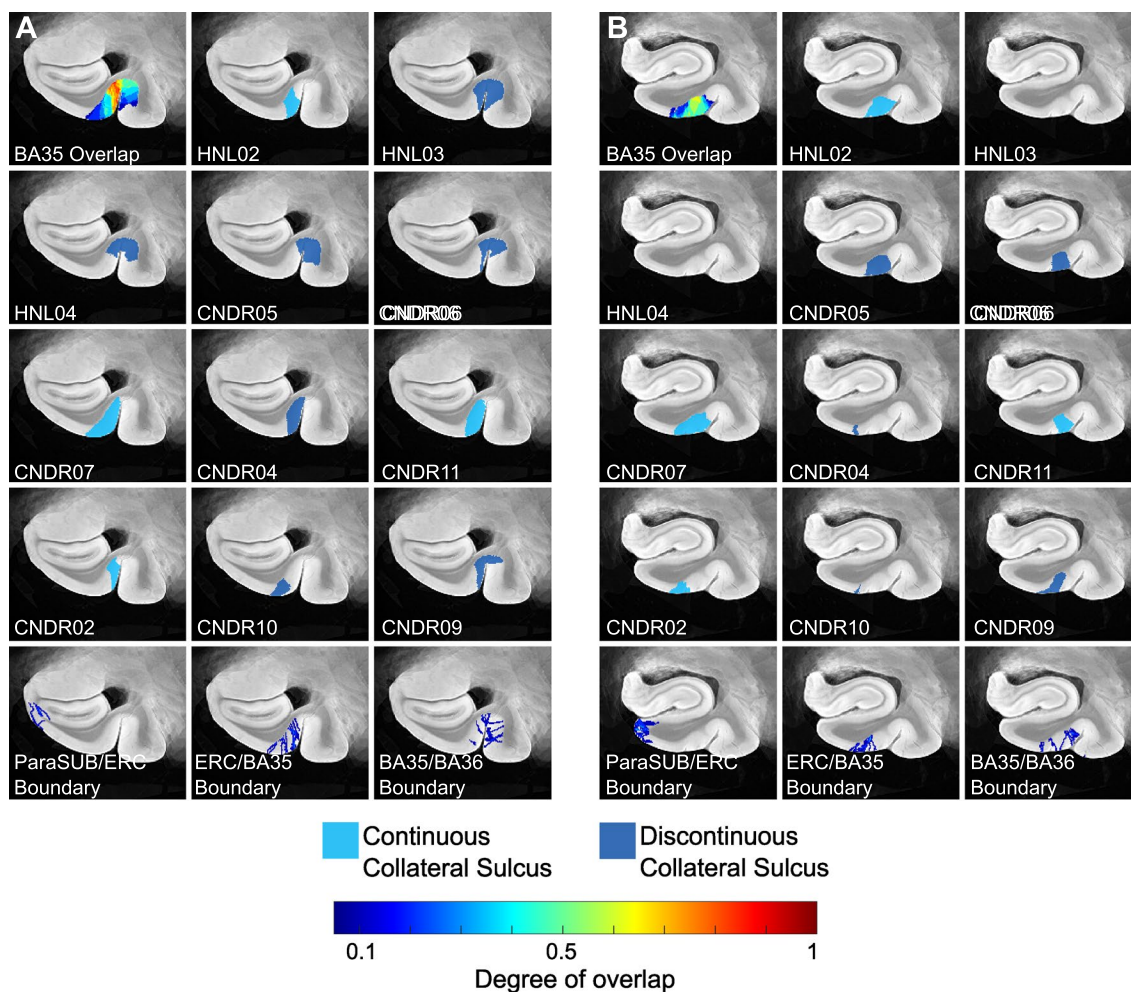 A
B
BA35 Overlap
HNL02
HNL03
BA35 Overlap
HNL02
HNL03
HNL04
CNDR05
CNDR06
HNL04
CNDR05
CNDR06
CNDR07
CNDR04
CNDR11
CNDR07
CNDR04
CNDR11
CNDR02
CNDR10
CNDR09
CNDR02
CNDR10
CNDR09
ParaSUB/ERC
Boundary
ERC/BA35
Boundary
BA35/BA36
Boundary
ParaSUB/ERC
Boundary
ERC/BA35
Boundary
BA35/BA36
Boundary
Continuous
Collateral Sulcus
Discontinuous
Collateral Sulcus
0.1
0.5
1
Degree of overlap